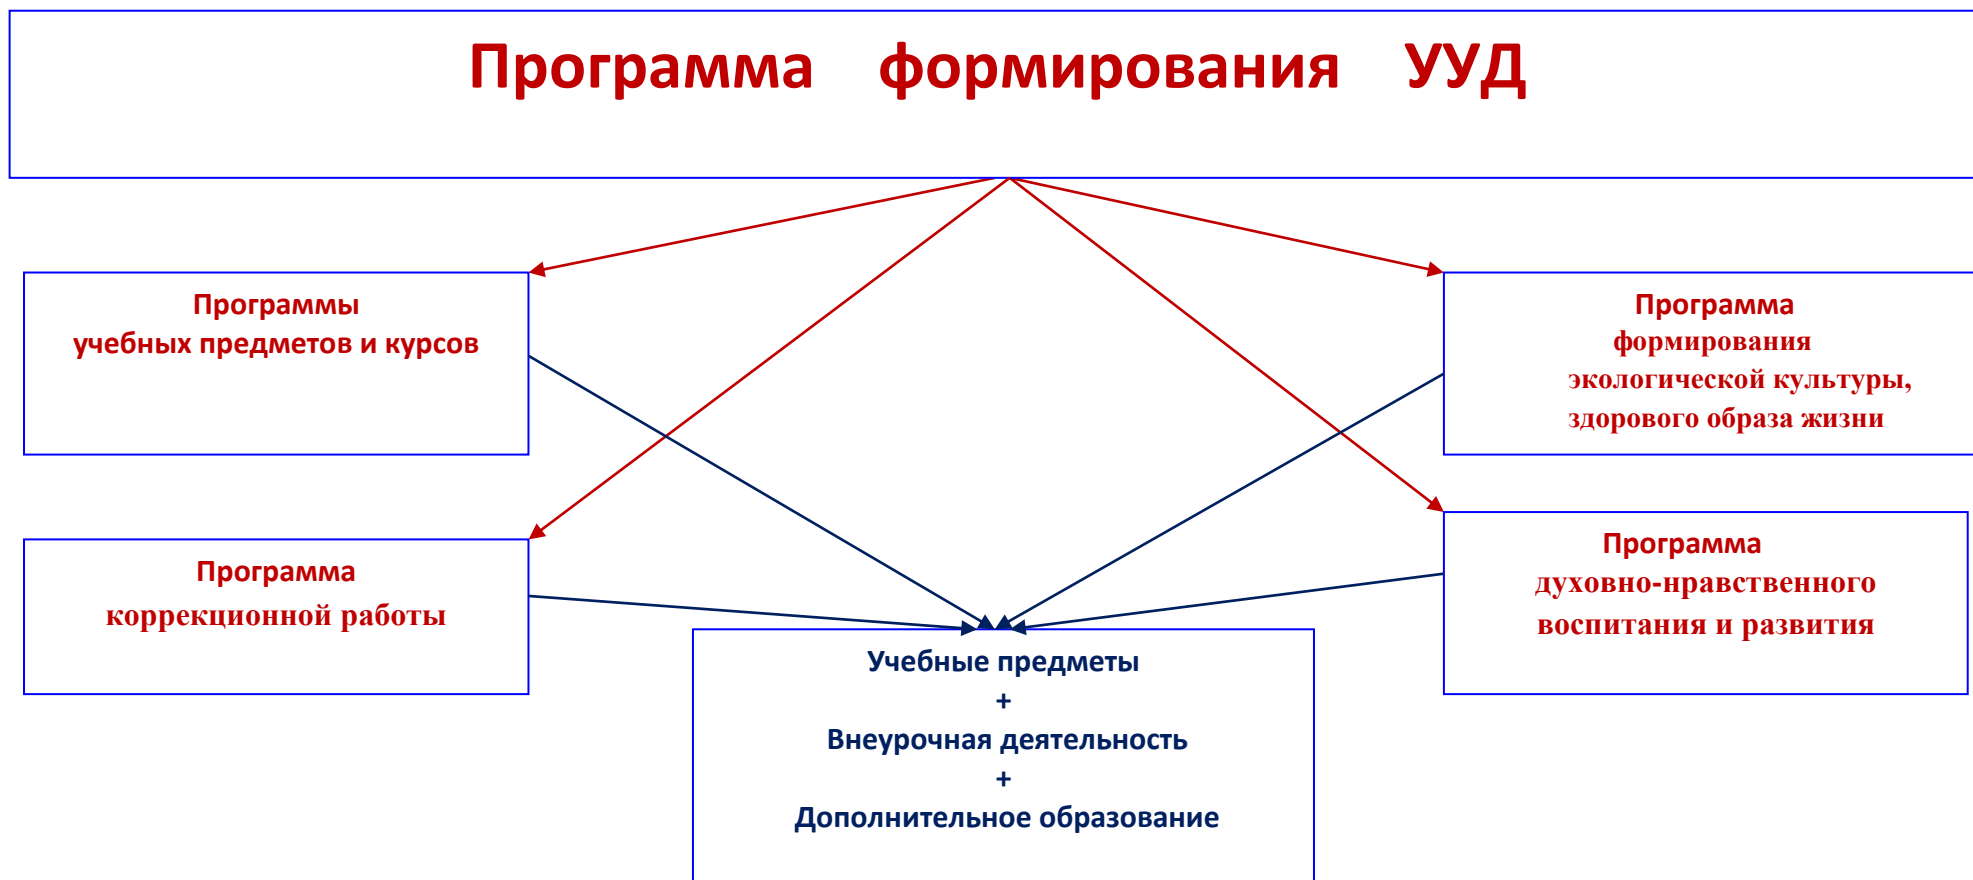 Программа формирования УУД
Программы
учебных предметов и курсов
Программа
формирования
экологической культуры,
здорового образа жизни
Программа
коррекционной работы
Программа
духовно-нравственного
воспитания и развития
Учебные предметы
+
Внеурочная деятельность
+
Дополнительное образование